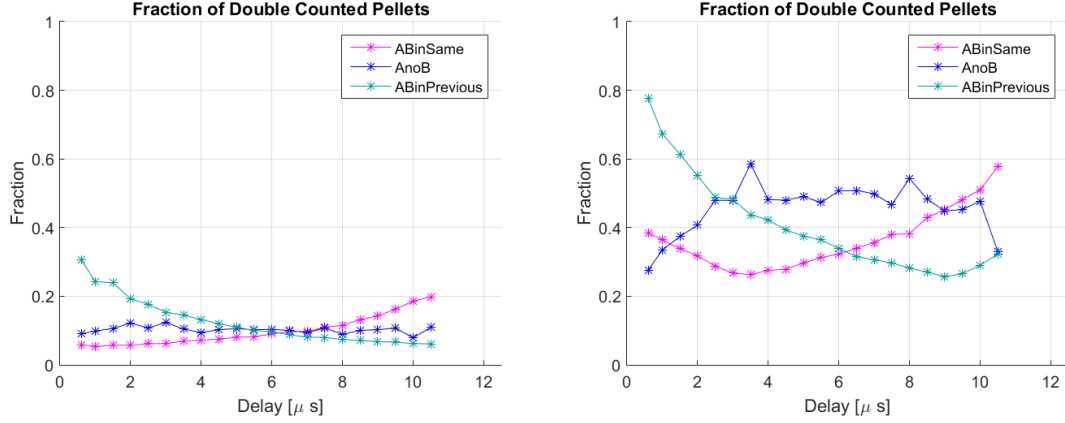 Fraction of Double Counted Pellets
1
0.8
0.6
0.4
0.2
0
Fraction
0 2 4 6 8 10 12
Delay [μ s]
ABinSame
AnoB
ABinPrevious
Fraction of Double Counted Pellets
1
0.8
0.6
0.4
0.2
0
Fraction
0 2 4 6 8 10 12
Delay [μ s]
ABinSame
AnoB
ABinPrevious